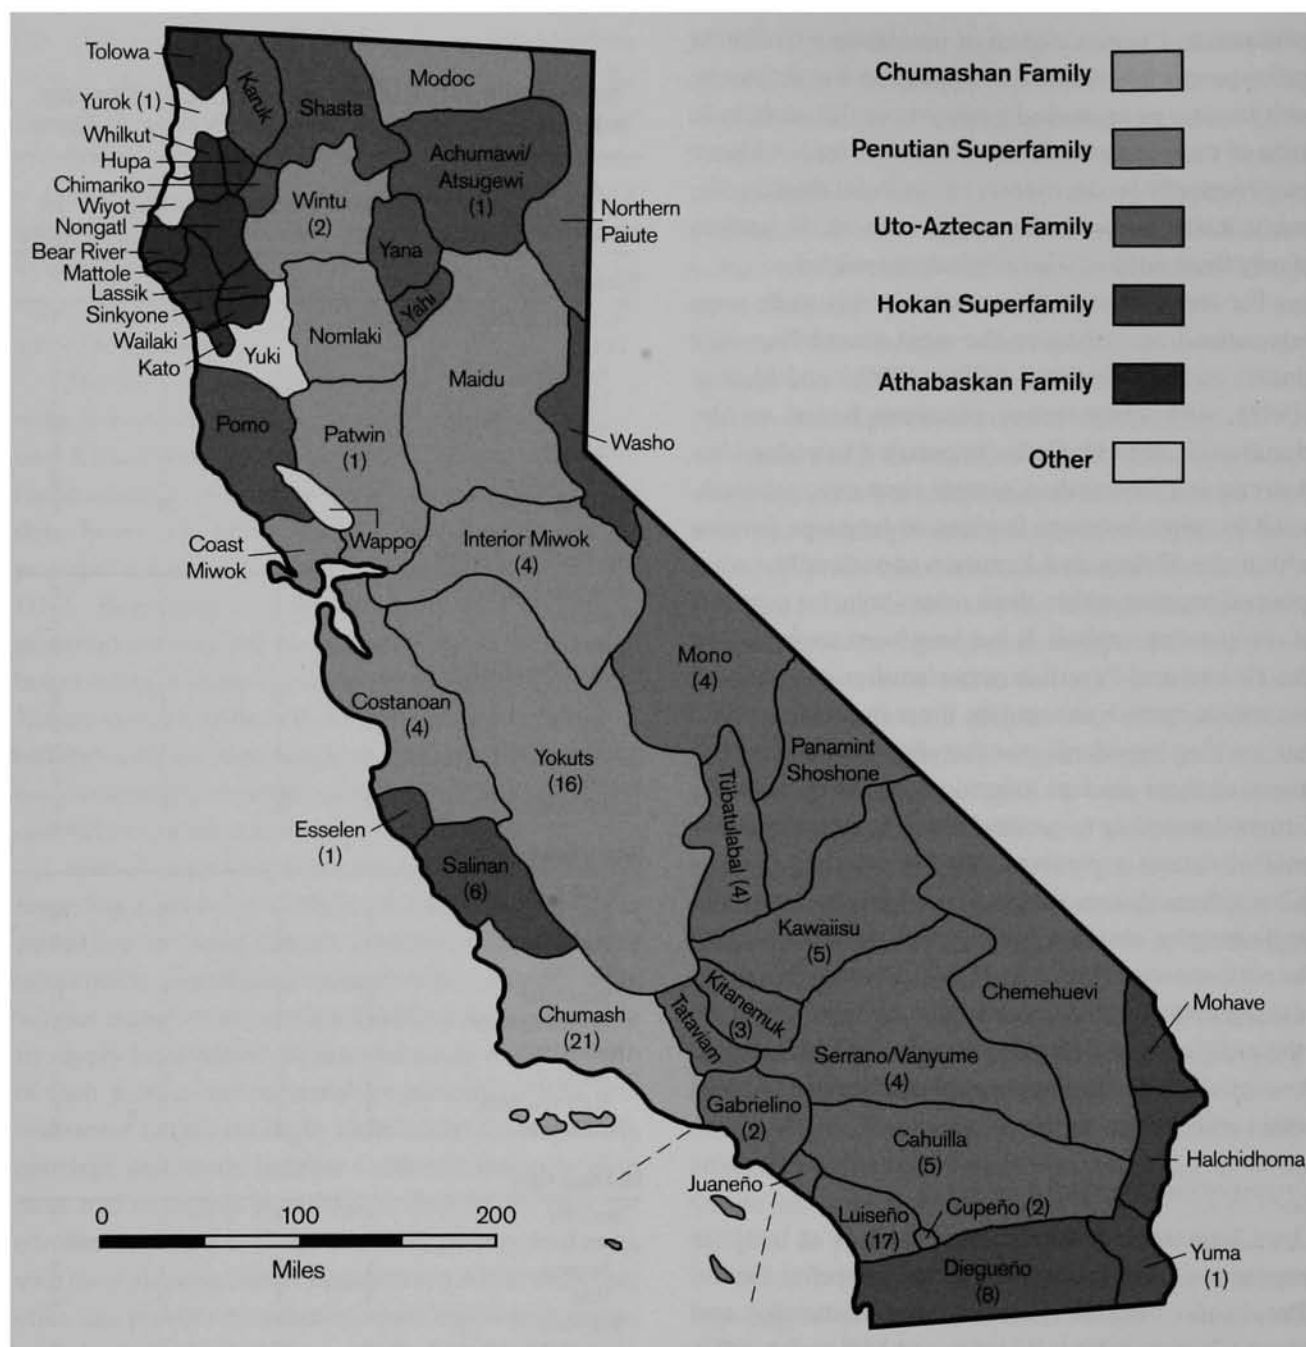 Tolowa
Yurok (1)
Whilkut
Hupa
Chimariko
Wiyot
Nongatl
Bear River
Mattole
Lassik
Sinkyone
Wailaki
Kato
Karuk
Shasta
Modoc
Achumawi/
Atsugewi
(1)
Northern
Paiute
Wintu
(2)
Yana
Yahi
Nomlaki
Yuki
Maidu
Pomo
Patwin
(1)
Washo
Wappo
Coast
Miwok
Interior Miwok
(4)
Mono
(4)
Costanoan
(4)
Yokuts
(16)
Panamint
Shoshone
Tübatulabal (4)
Esselen
(1)
Salinan
(6)
Kawaiisu
(5)
Chemehuevi
Mohave
Kitanemuk
(3)
Tataviam
Chumash
(21)
Serrano/Vanyume
(4)
Gabrielino
(2)
Cahuilla
(5)
Halchidhoma
Juaneño
Luiseño
(17)
Cupeño (2)
Diegueño
(8)
Yuma
(1)
Chumashan Family
Penutian Superfamily
Uto-Aztecan Family
Hokan Superfamily
Athabaskan Family
Other
0 100 200
Miles